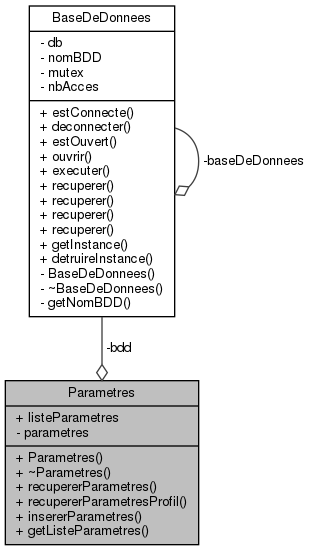 BaseDeDonnees
- db
- nomBDD
- mutex
- nbAcces
+ estConnecte()
+ deconnecter()
+ estOuvert()
+ ouvrir()
+ executer()
+ recuperer()
+ recuperer()
+ recuperer()
+ recuperer()
+ getInstance()
+ detruireInstance()
- BaseDeDonnees()
- ~BaseDeDonnees()
- getNomBDD()
-baseDeDonnees
-bdd
Parametres
+ listeParametres
- parametres
+ Parametres()
+ ~Parametres()
+ recupererParametres()
+ recupererParametresProfil()
+ insererParametres()
+ getListeParametres()